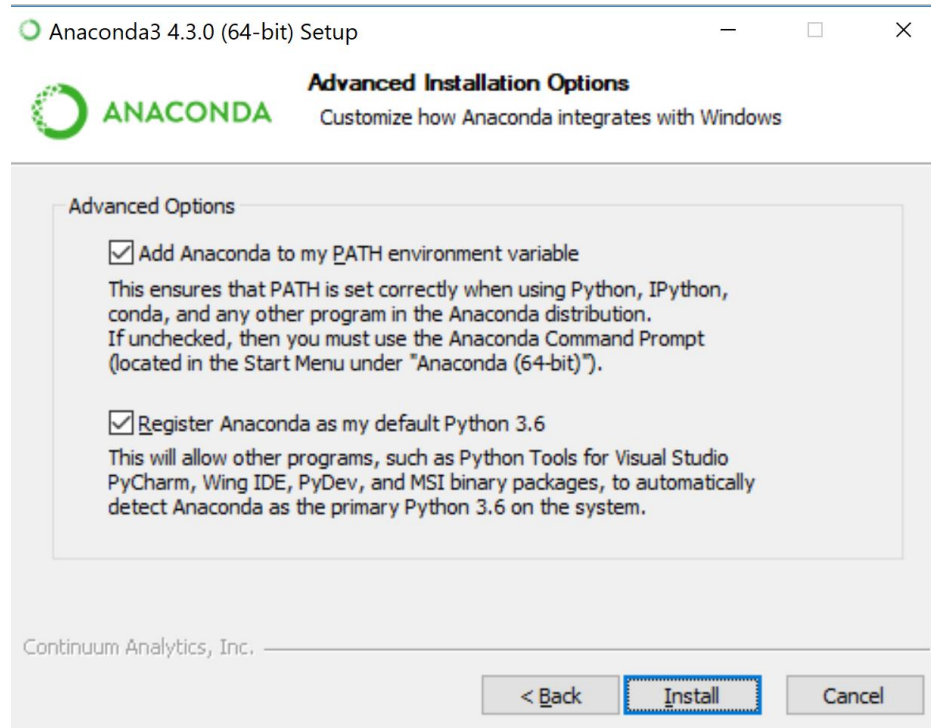 Anaconda3 4.3.0 (64-bit) Setup
ANACONDA
Advanced Installation Options
Customize how Anaconda integrates with Windows
Advanced Options
Add Anaconda to my PATH environment variable
This ensures that PATH is set correctly when using Python, IPython,
conda, and any other program in the Anaconda distribution.
If unchecked, then you must use the Anaconda Command Prompt
(located in the Start Menu under "Anaconda (64-bit)").
Register Anaconda as my default Python 3.6
This will allow other programs, such as Python Tools for Visual Studio
PyCharm, Wing IDE, PyDev, and MSI binary packages, to automatically
detect Anaconda as the primary Python 3.6 on the system.
Continuum Analytics, Inc.
< Back
Install
Cancel